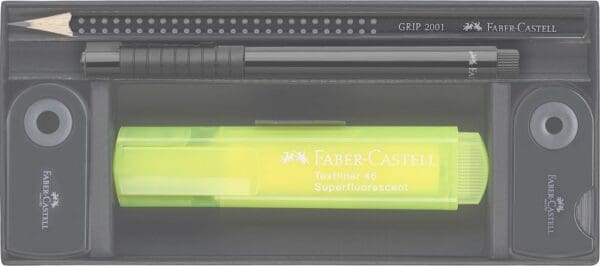 GRIP 2001 FABER-CASTELL
FABER-CASTELL
Textliner 46
Superfluorescent
FABER-CASTELL
FABER-CASTELL